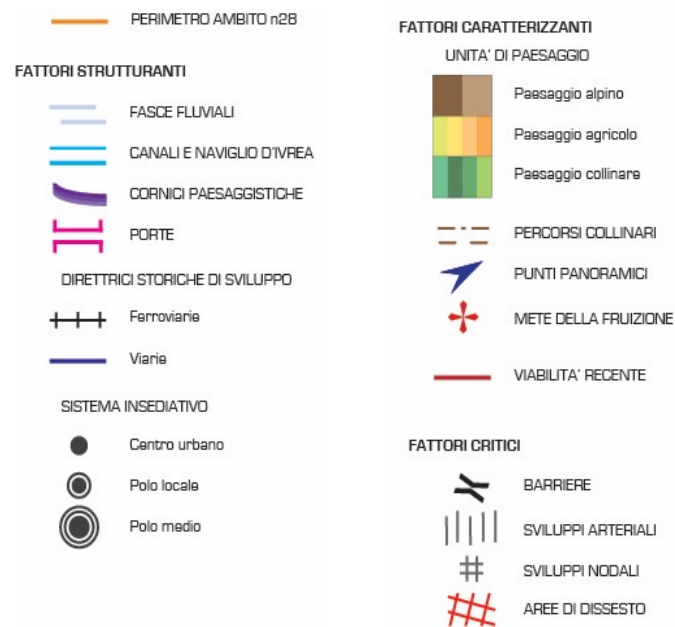 PERIMETRO AMBITO n28
FATTORI STRUTTURANTI
FASCE FLUVIALI
CANALI E NAVIGLIO D'IVREA
CORNICI PAESAGGISTICHE
PORTE
DIRETTRICI STORICHE DI SVILUPPO
Ferroviarie
Viarie
SISTEMA INSEDIATIVO
Centro urbano
Polo locale
Polo medio
FATTORI CARATTERIZZANTI
UNITA' DI PAESAGGIO
Paesaggio alpino
Paesaggio agricolo
Paesaggio collinare
PERCORSI COLLINARI
PUNTI PANORAMICI
METE DELLA FRUIZIONE
VIABILITA' RECENTE
FATTORI CRITICI
BARRIERE
SVILUPPI ARTERIALI
SVILUPPI NODALI
AREE DI DISSESTO